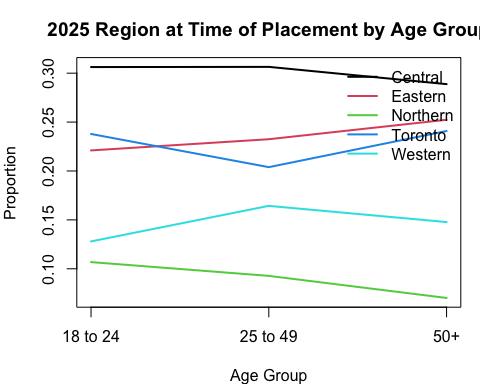 2025 Region at Time of Placement by Age Group
Proportion
0.30
0.25
0.20
0.15
0.10
Central
Eastern
Northern
Toronto
Western
18 to 24
25 to 49
50+
Age Group